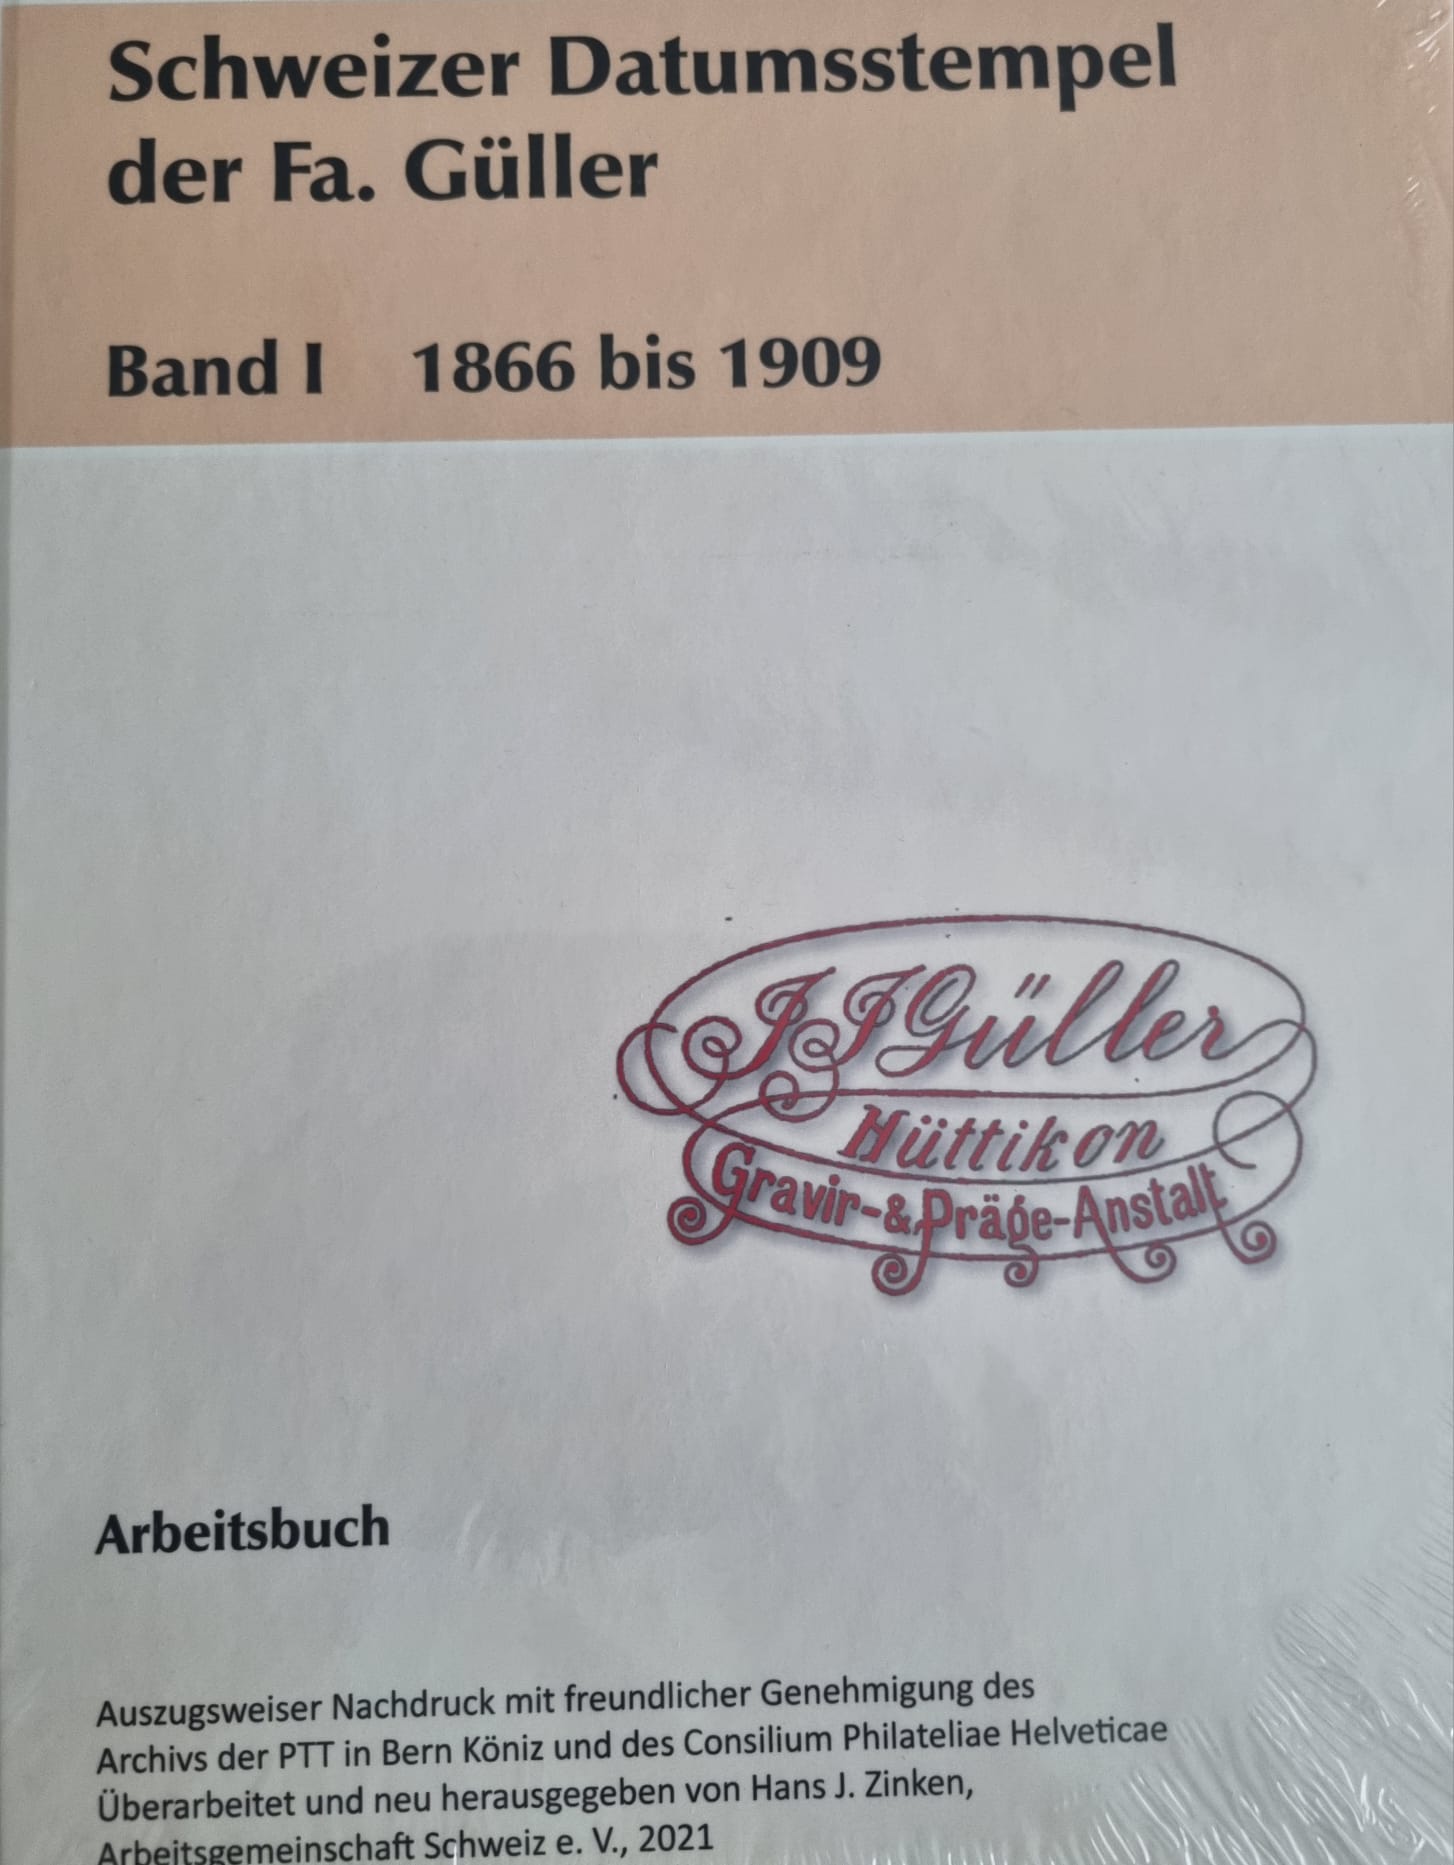 Schweizer Datumsstempel
der Fa. Güller
Band I 1866 bis 1909
JJGüller
Hüttikon
Gravir-&Präge-Anstalt
Arbeitsbuch
Auszugsweiser Nachdruck mit freundlicher Genehmigung des
Archivs der PTT in Bern Köniz und des Consilium Philateliae Helveticae
Überarbeitet und neu herausgegeben von Hans J. Zinken,
Arbeitsgemeinschaft Schweiz e. V., 2021